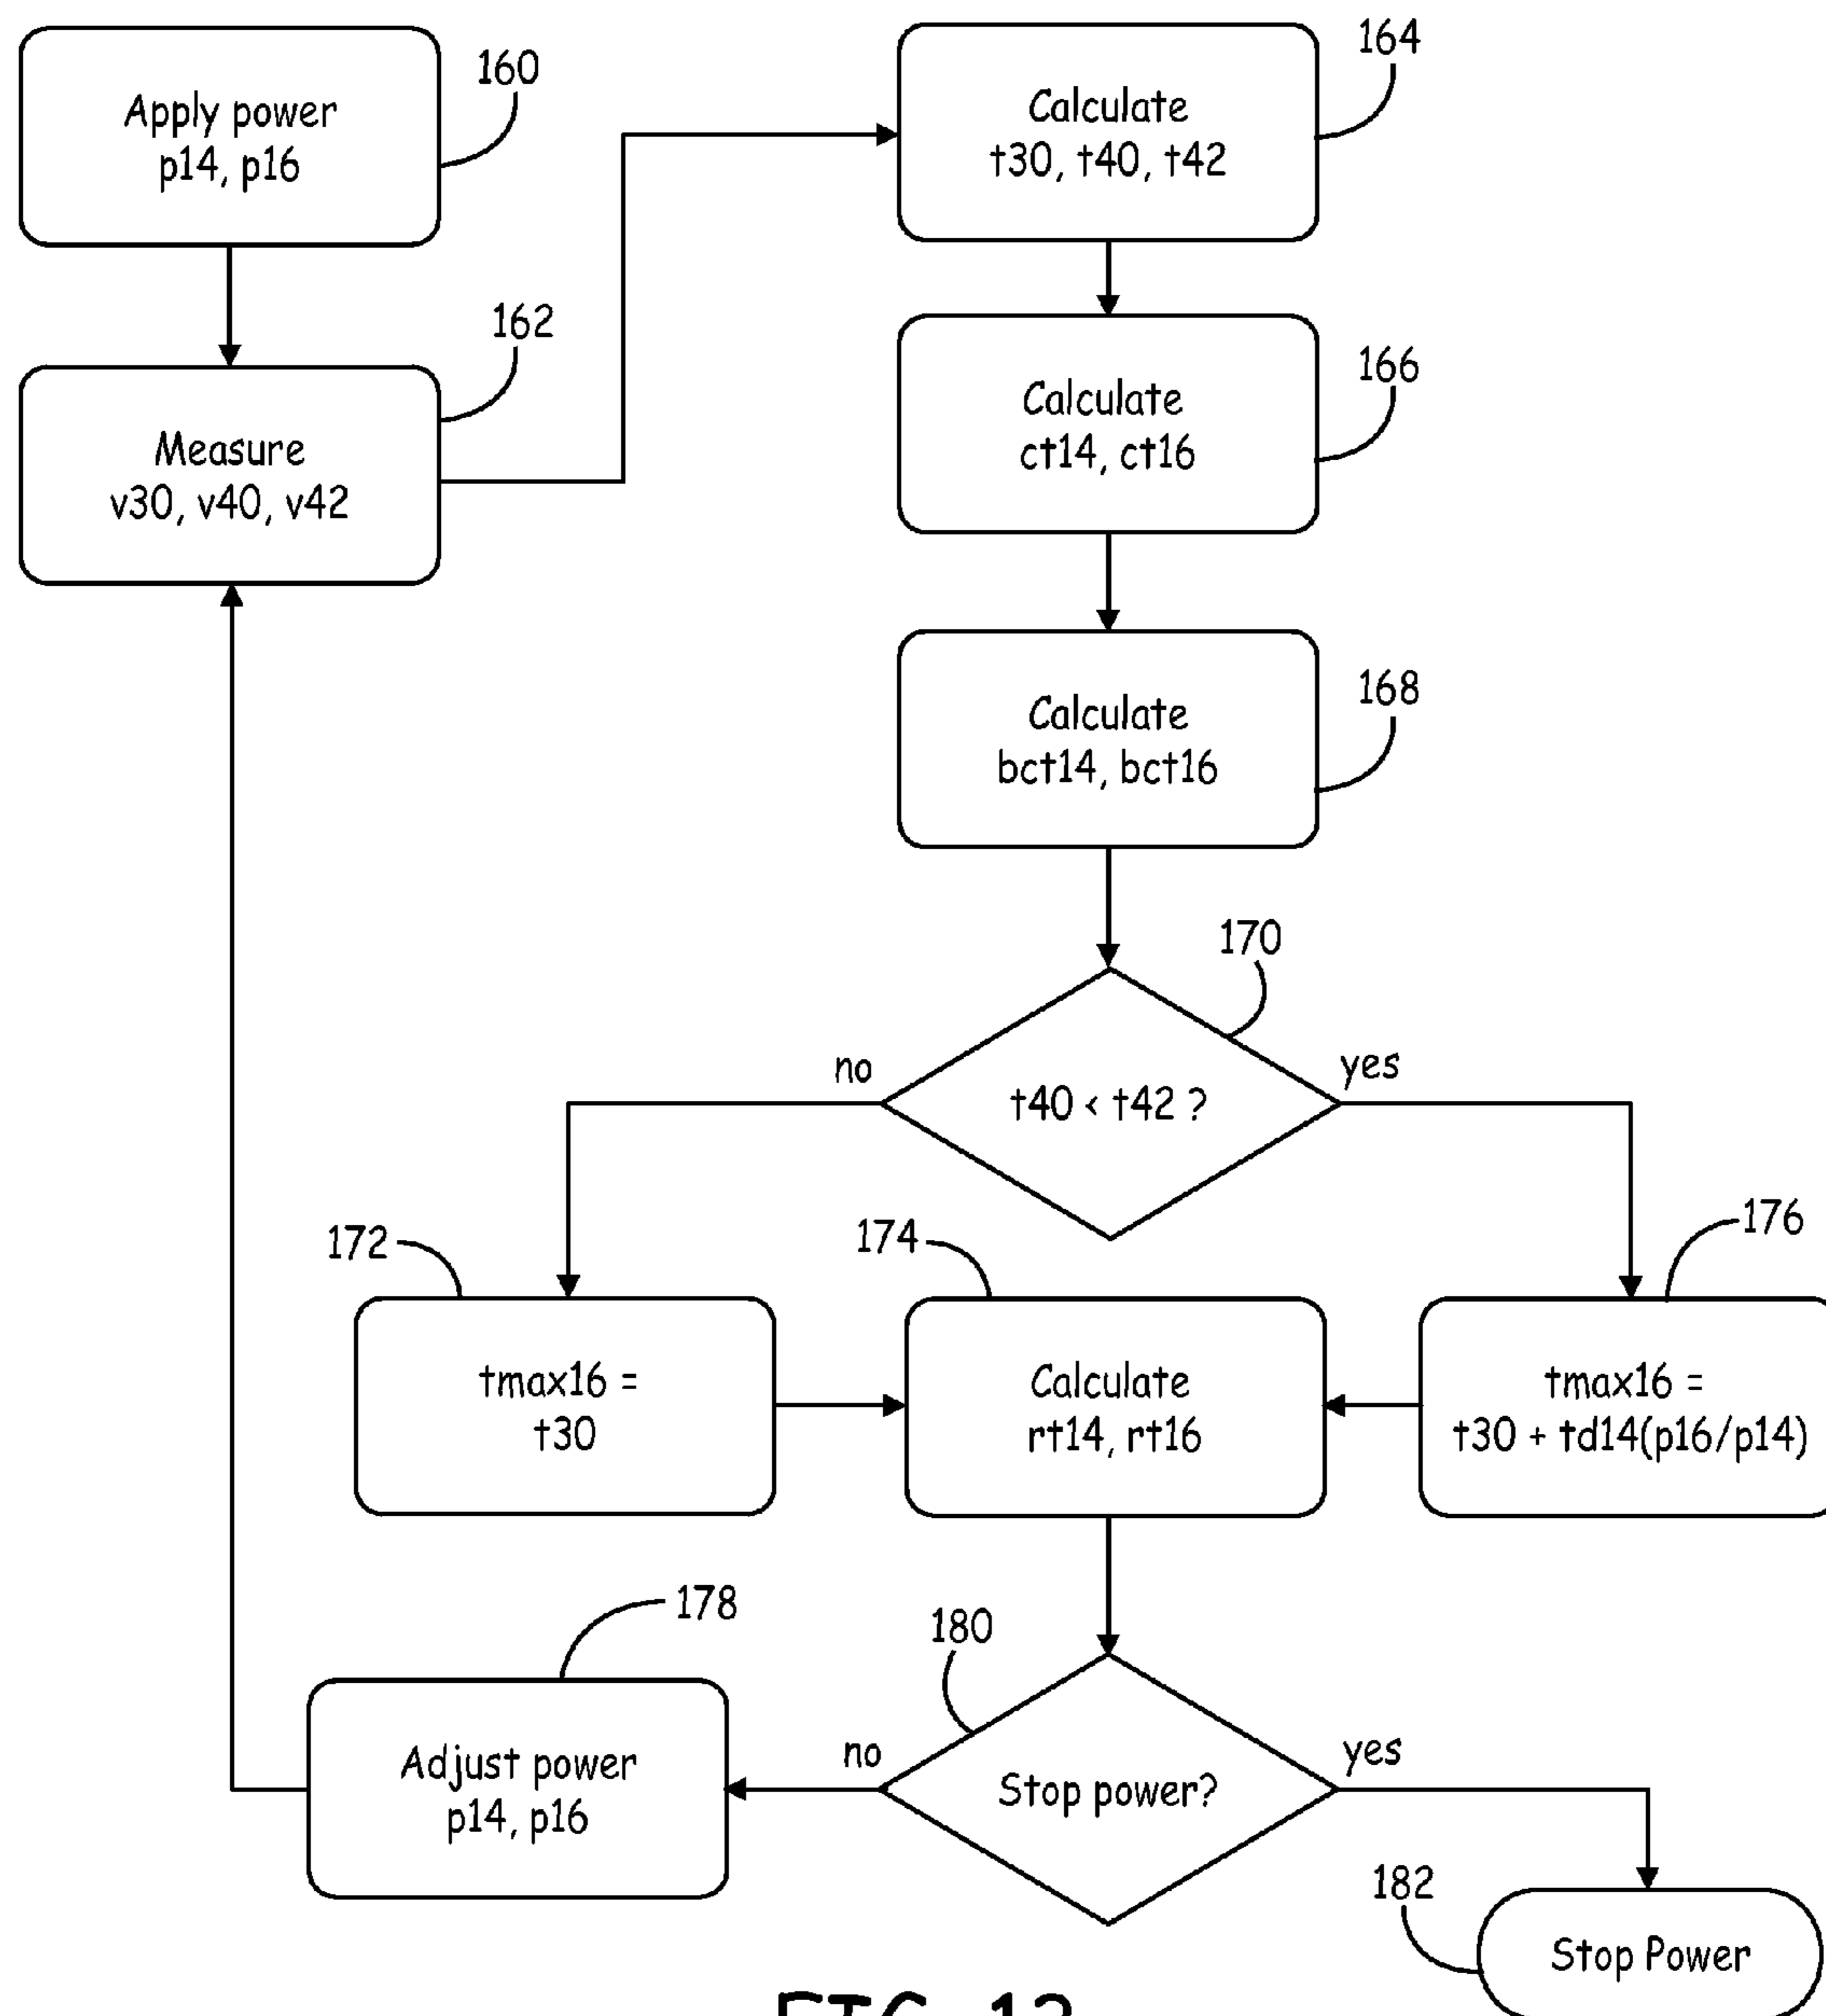 Apply power
p14, p16
160
Measure
v30, v40, v42
162
Calculate
t30, t40, t42
164
Calculate
ct14, ct16
166
Calculate
bct14, bct16
168
170
t40 < t42 ?
no
yes
172
tmax16 =
t30
174
Calculate
rt14, rt16
176
tmax16 =
t30 + td14(p16/p14)
178
Adjust power
p14, p16
180
Stop power?
no
yes
182
Stop Power